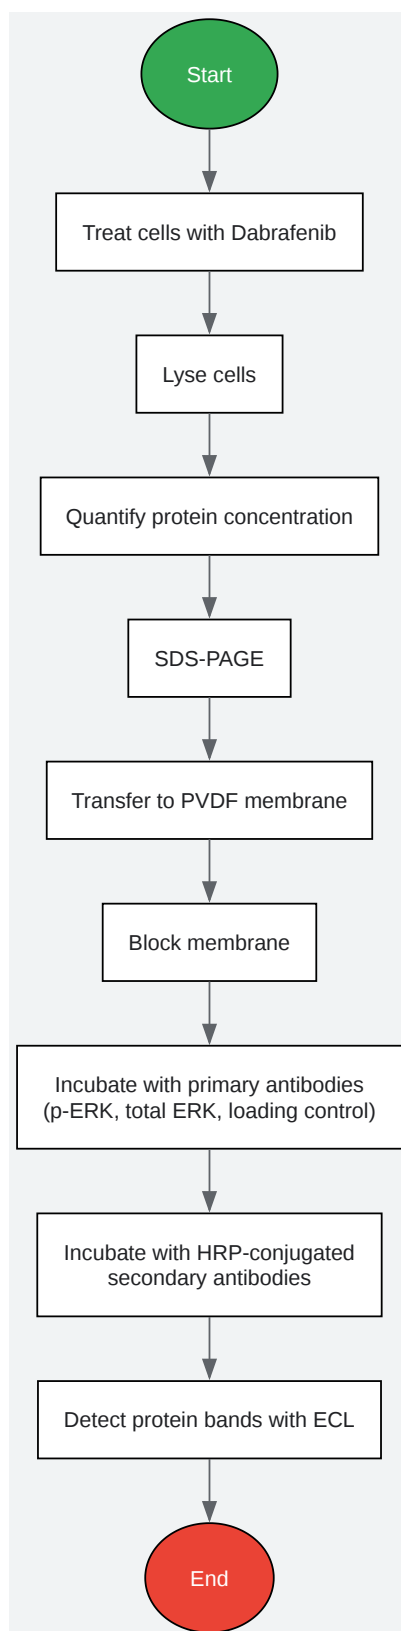 Start
Treat cells with Dabrafenib
Lyse cells
Quantify protein concentration
SDS-PAGE
Transfer to PVDF membrane
Block membrane
Incubate with primary antibodies
(p-ERK, total ERK, loading control)
Incubate with HRP-conjugated
secondary antibodies
Detect protein bands with ECL
End